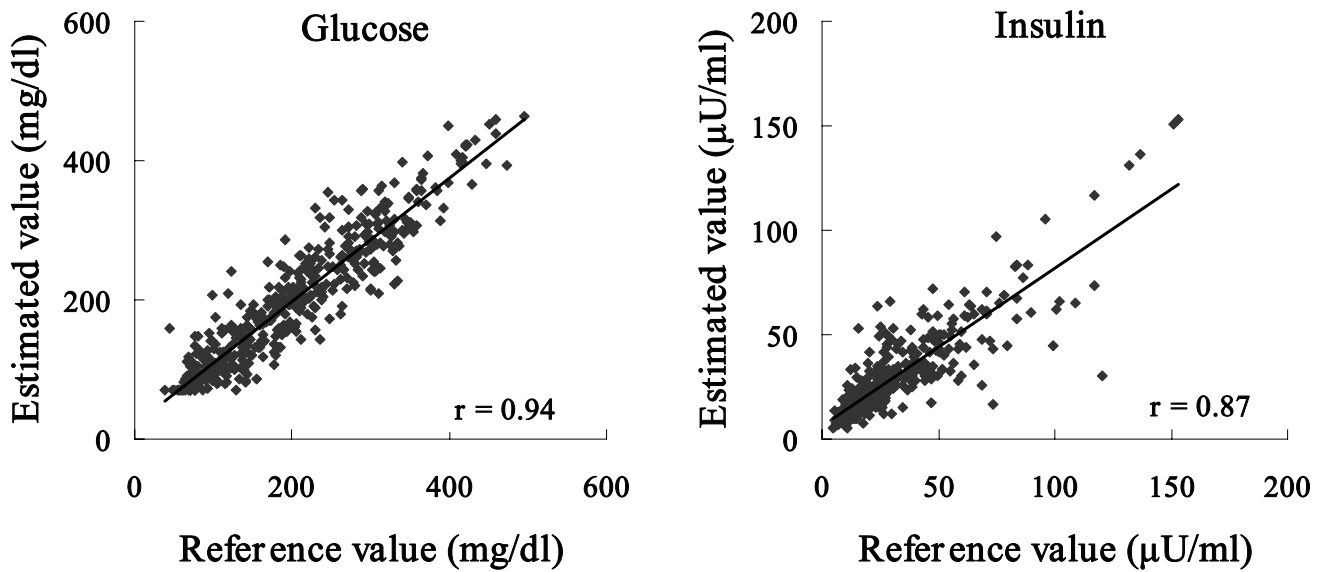 Glucose
Estimated value (mg/dl)
600
400
200
0
r = 0.94
0 200 400 600
Reference value (mg/dl)
Insulin
Estimated value (μU/ml)
200
150
100
50
0
r = 0.87
0 50 100 150 200
Reference value (μU/ml)